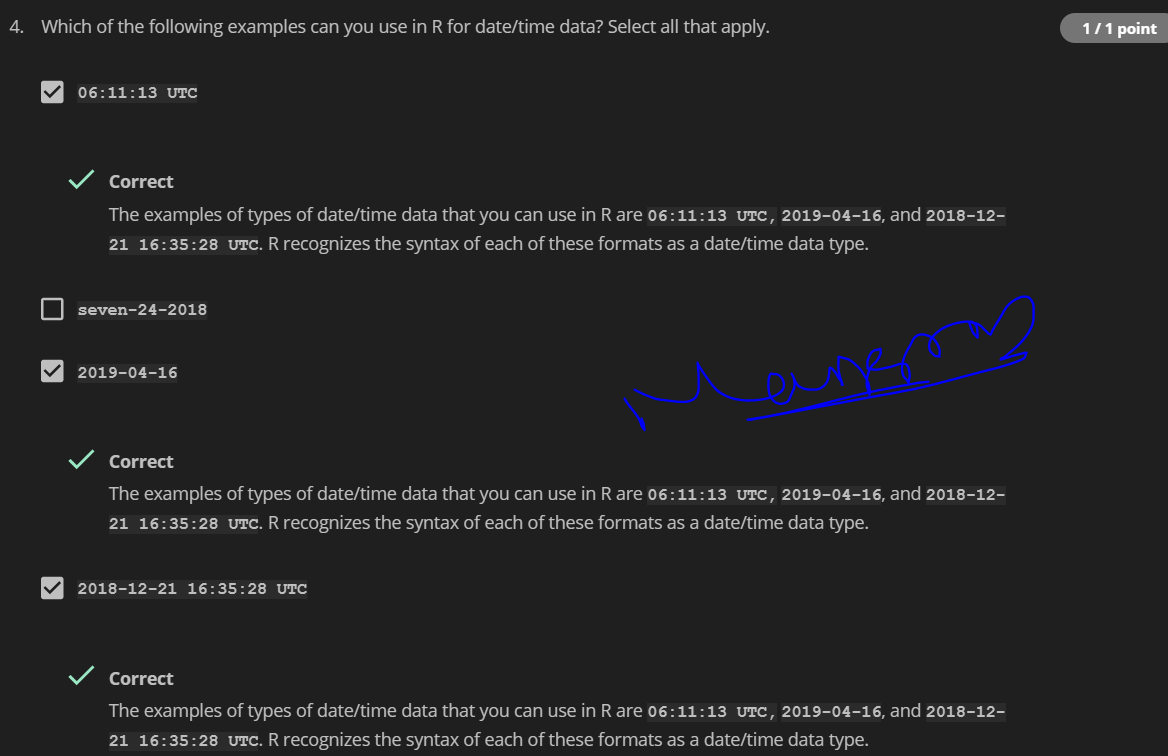 4. Which of the following examples can you use in R for date/time data? Select all that apply.
1 / 1 point
06:11:13 UTC
Correct
The examples of types of date/time data that you can use in R are 06:11:13 UTC, 2019-04-16, and 2018-12-
21 16:35:28 UTC. R recognizes the syntax of each of these formats as a date/time data type.
seven-24-2018
2019-04-16
Correct
The examples of types of date/time data that you can use in R are 06:11:13 UTC, 2019-04-16, and 2018-12-
21 16:35:28 UTC. R recognizes the syntax of each of these formats as a date/time data type.
2018-12-21 16:35:28 UTC
Correct
The examples of types of date/time data that you can use in R are 06:11:13 UTC, 2019-04-16, and 2018-12-
21 16:35:28 UTC. R recognizes the syntax of each of these formats as a date/time data type.